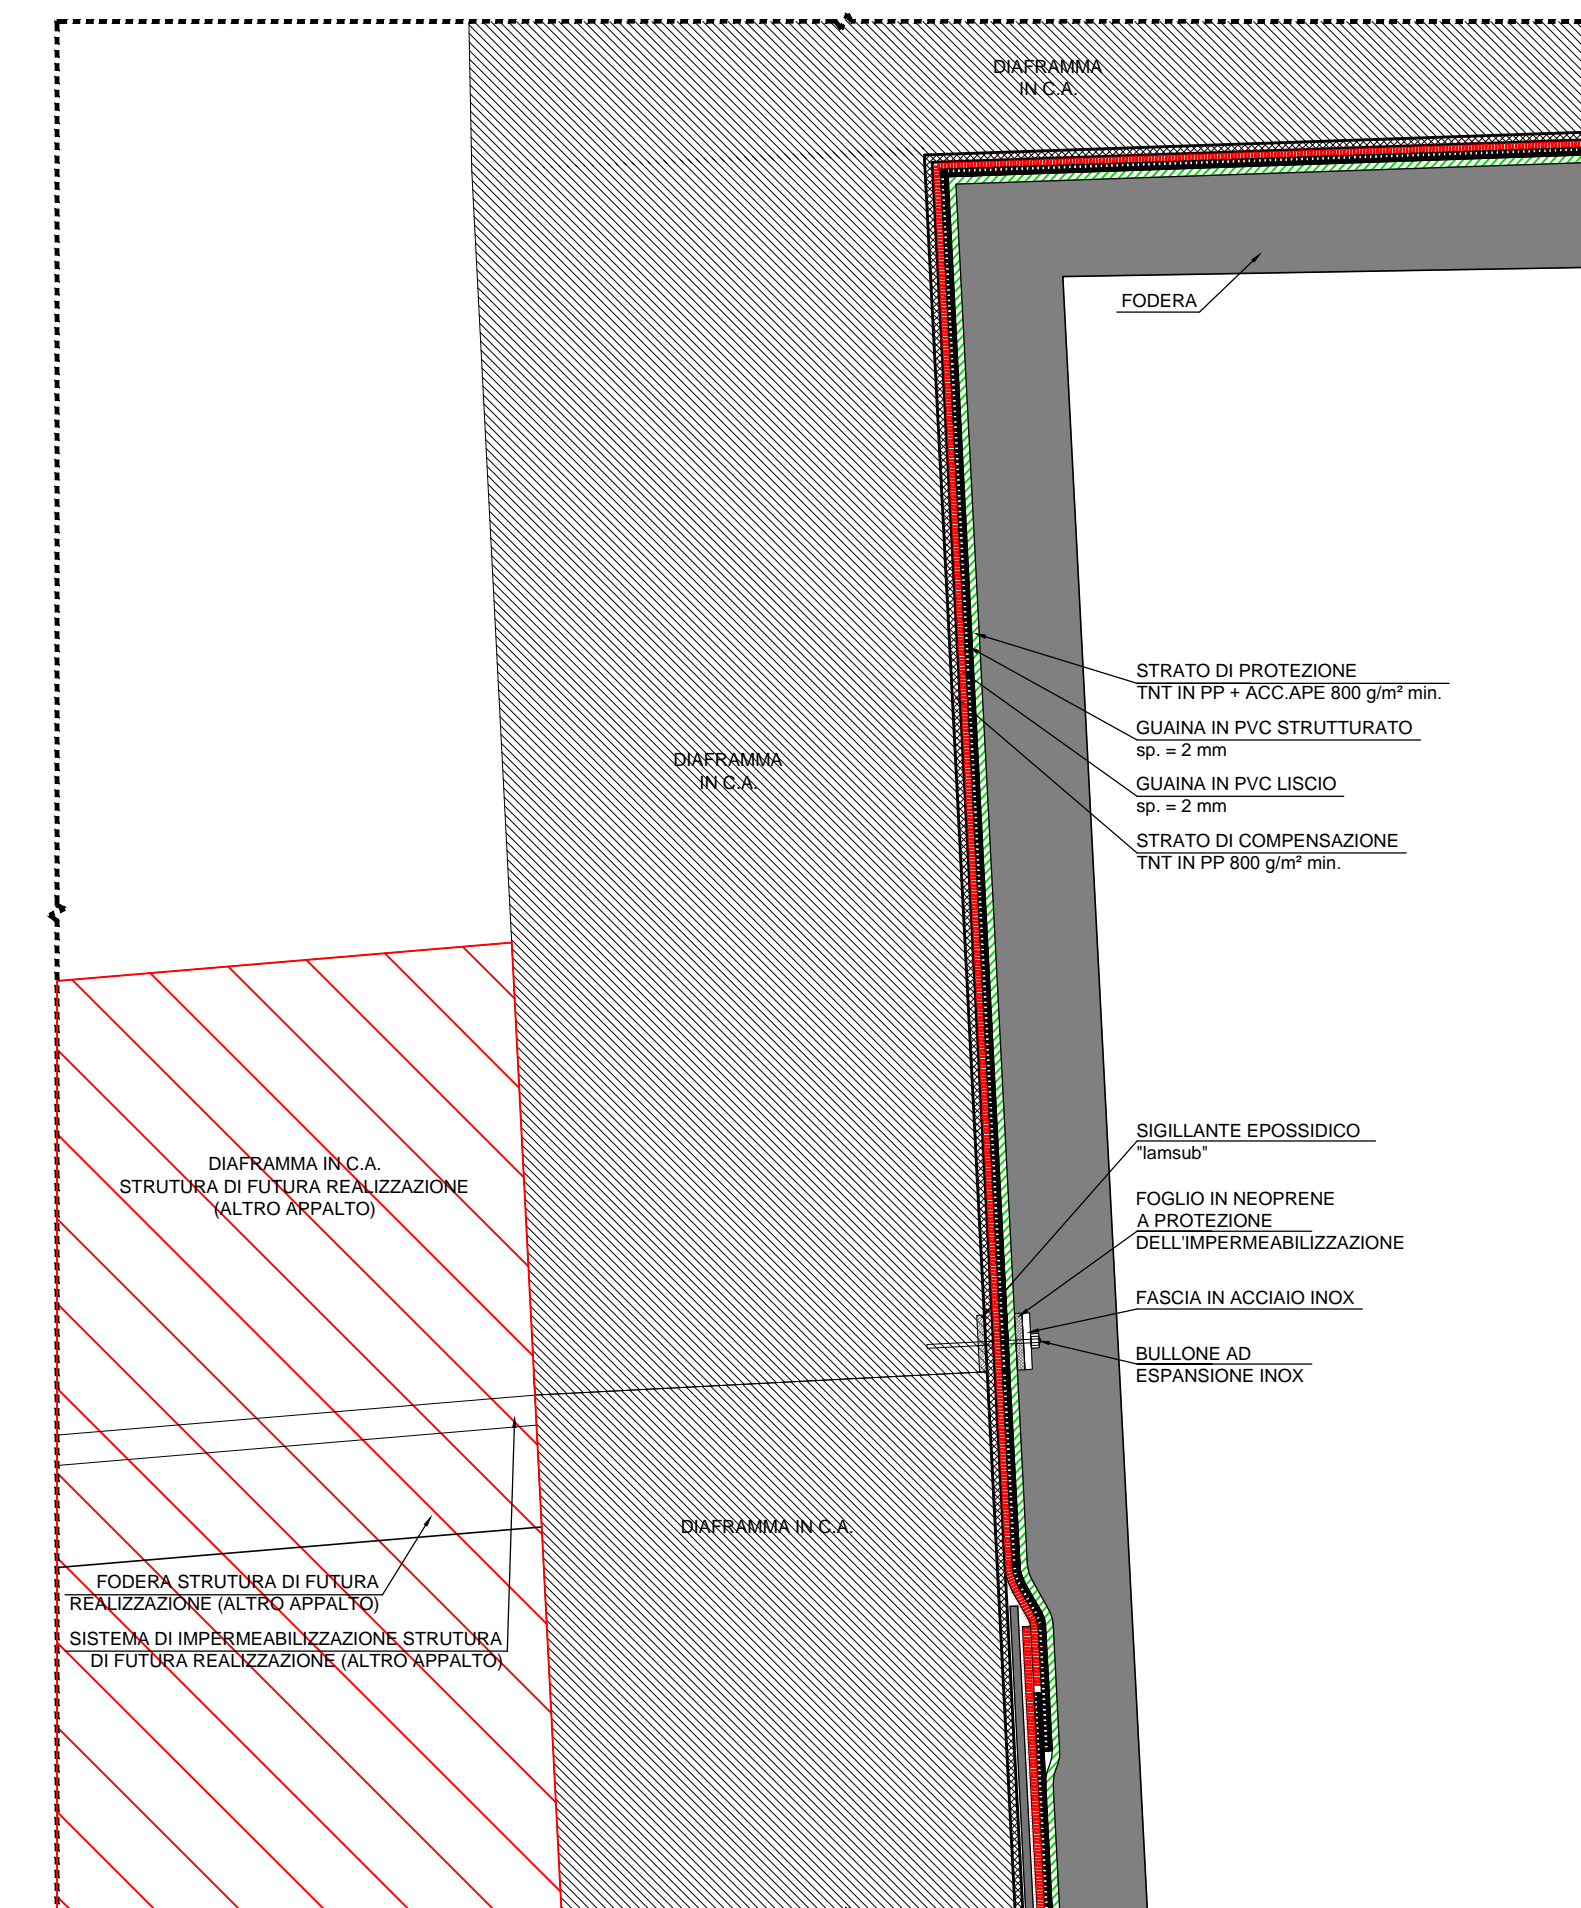 DIAFRAMMA
IN C.A.
FODERA
STRATO DI PROTEZIONE
TNT IN PP + ACC.APE 800 g/m² min.
GUAINA IN PVC STRUTTURATO
sp. = 2 mm
GUAINA IN PVC LISCIO
sp. = 2 mm
STRATO DI COMPENSAZIONE
TNT IN PP 800 g/m² min.
DIAFRAMMA
IN C.A.
SIGILLANTE EPOSSIDICO
"lamsub"
FOGLIO IN NEOPRENE
A PROTEZIONE
DELL'IMPERMEABILIZZAZIONE
FASCIA IN ACCIAIO INOX
BULLONE AD
ESPANSIONE INOX
DIAFRAMMA IN C.A.
STRUTURA DI FUTURA REALIZZAZIONE
(ALTRO APPALTO)
DIAFRAMMA IN C.A.
FODERA STRUTURA DI FUTURA
REALIZZAZIONE (ALTRO APPALTO)
SISTEMA DI IMPERMEABILIZZAZIONE STRUTURA
DI FUTURA REALIZZAZIONE (ALTRO APPALTO)